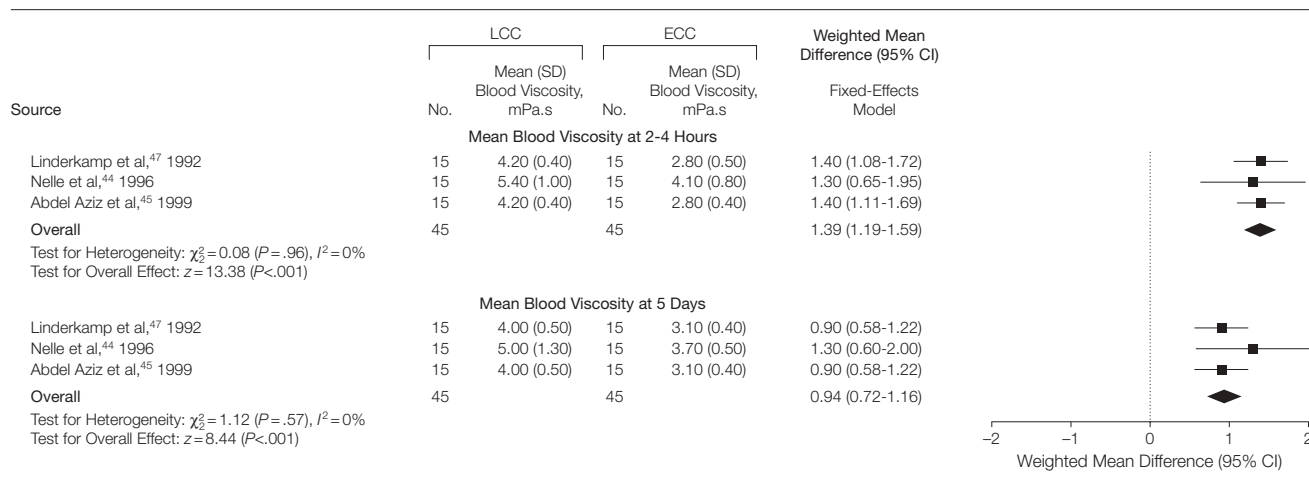 LCC ECC Weighted Mean
Difference (95% CI)
Mean (SD) Mean (SD)
Blood Viscosity, Blood Viscosity, Fixed-Effects
Source No. mPa.s No. mPa.s Model
Mean Blood Viscosity at 2-4 Hours
Linderkamp et al,47 1992 15 4.20 (0.40) 15 2.80 (0.50) 1.40 (1.08-1.72)
Nelle et al,44 1996 15 5.40 (1.00) 15 4.10 (0.80) 1.30 (0.65-1.95)
Abdel Aziz et al,45 1999 15 4.20 (0.40) 15 2.80 (0.40) 1.40 (1.11-1.69)
Overall 45 45 1.39 (1.19-1.59)
Test for Heterogeneity: χ²₂=0.08 (P=.96), I²=0%
Test for Overall Effect: z=13.38 (P<.001)
Mean Blood Viscosity at 5 Days
Linderkamp et al,47 1992 15 4.00 (0.50) 15 3.10 (0.40) 0.90 (0.58-1.22)
Nelle et al,44 1996 15 5.00 (1.30) 15 3.70 (0.50) 1.30 (0.60-2.00)
Abdel Aziz et al,45 1999 15 4.00 (0.50) 15 3.10 (0.40) 0.90 (0.58-1.22)
Overall 45 45 0.94 (0.72-1.16)
Test for Heterogeneity: χ²₂=1.12 (P=.57), I²=0%
Test for Overall Effect: z=8.44 (P<.001)
–2 –1 0 1 2
Weighted Mean Difference (95% CI)